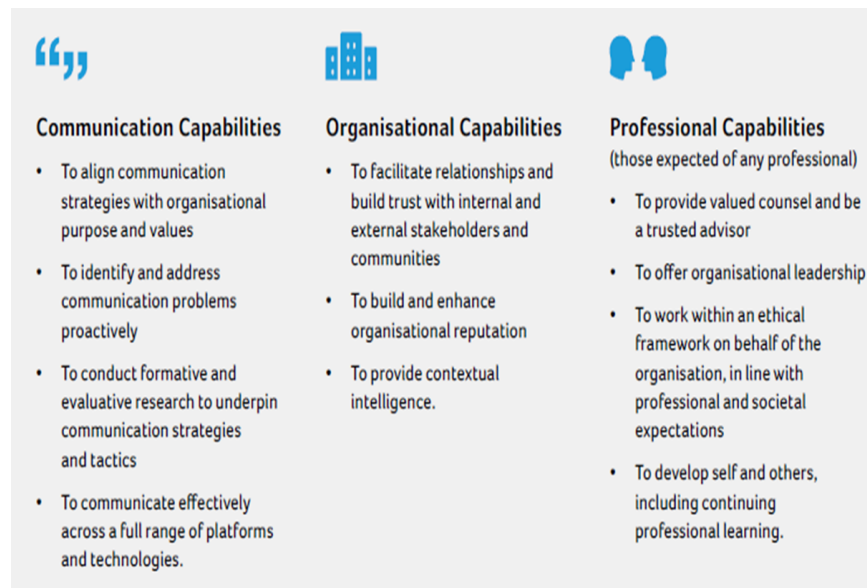 Communication Capabilities
• To align communication
strategies with organisational
purpose and values
• To identify and address
communication problems
proactively
• To conduct formative and
evaluative research to underpin
communication strategies
and tactics
• To communicate effectively
across a full range of platforms
and technologies.
Organisational Capabilities
• To facilitate relationships and
build trust with internal and
external stakeholders and
communities
• To build and enhance
organisational reputation
• To provide contextual
intelligence.
Professional Capabilities
(those expected of any professional)
• To provide valued counsel and be
a trusted advisor
• To offer organisational leadership
• To work within an ethical
framework on behalf of the
organisation, in line with
professional and societal
expectations
• To develop self and others,
including continuing
professional learning.